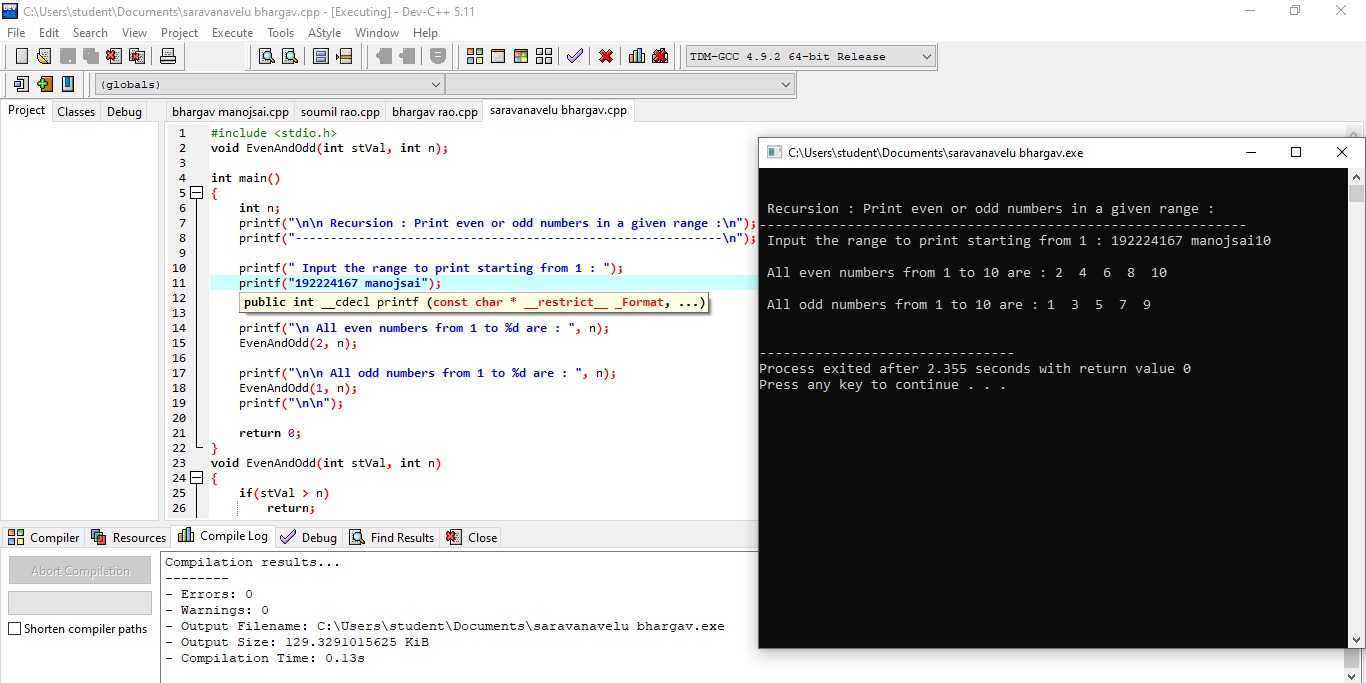 C:\Users\student\Documents\saravanavelu bhargav.cpp - [Executing] - Dev-C++ 5.11
File Edit Search View Project Execute Tools AStyle Window Help
TDM-GCC 4.9.2 64-bit Release
(globals)
Project Classes Debug
bhargav manojsai.cpp soumil rao.cpp bhargav rao.cpp saravanavelu bhargav.cpp
1 #include <stdio.h>
2 void EvenAndOdd(int stVal, int n);
3
4 int main()
5 {
6 int n;
7 printf("\n\n Recursion : Print even or odd numbers in a given range :\n");
8 printf("-------------------------------------------------------------\n");
9
10 printf(" Input the range to print starting from 1 : ");
11 printf("192224167 manojsai");
12 public int __cdecl printf (const char * __restrict__ _Format, ...)
13
14 printf("\n All even numbers from 1 to %d are : ", n);
15 EvenAndOdd(2, n);
16
17 printf("\n\n All odd numbers from 1 to %d are : ", n);
18 EvenAndOdd(1, n);
19 printf("\n\n");
20
21 return 0;
22 }
23 void EvenAndOdd(int stVal, int n)
24 {
25 if(stVal > n)
26 return;
C:\Users\student\Documents\saravanavelu bhargav.exe
Recursion : Print even or odd numbers in a given range :
-------------------------------------------------------------
Input the range to print starting from 1 : 192224167 manojsai10
All even numbers from 1 to 10 are : 2 4 6 8 10
All odd numbers from 1 to 10 are : 1 3 5 7 9
--------------------------------
Process exited after 2.355 seconds with return value 0
Press any key to continue . . .
Compiler Resources Compile Log Debug Find Results Close
Abort Compilation
Shorten compiler paths
Compilation results...
--------
- Errors: 0
- Warnings: 0
- Output Filename: C:\Users\student\Documents\saravanavelu bhargav.exe
- Output Size: 129.3291015625 KiB
- Compilation Time: 0.13s